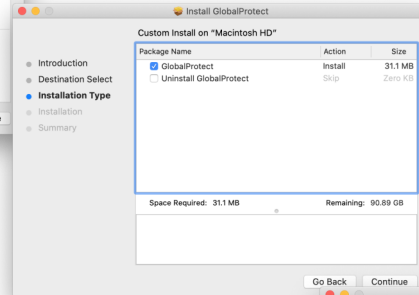 Install GlobalProtect
Custom Install on "Macintosh HD"
Package Name Action Size
GlobalProtect Install 31.1 MB
Uninstall GlobalProtect Skip Zero KB
Introduction
Destination Select
Installation Type
Installation
Summary
Space Required: 31.1 MB Remaining: 90.89 GB
Go Back Continue